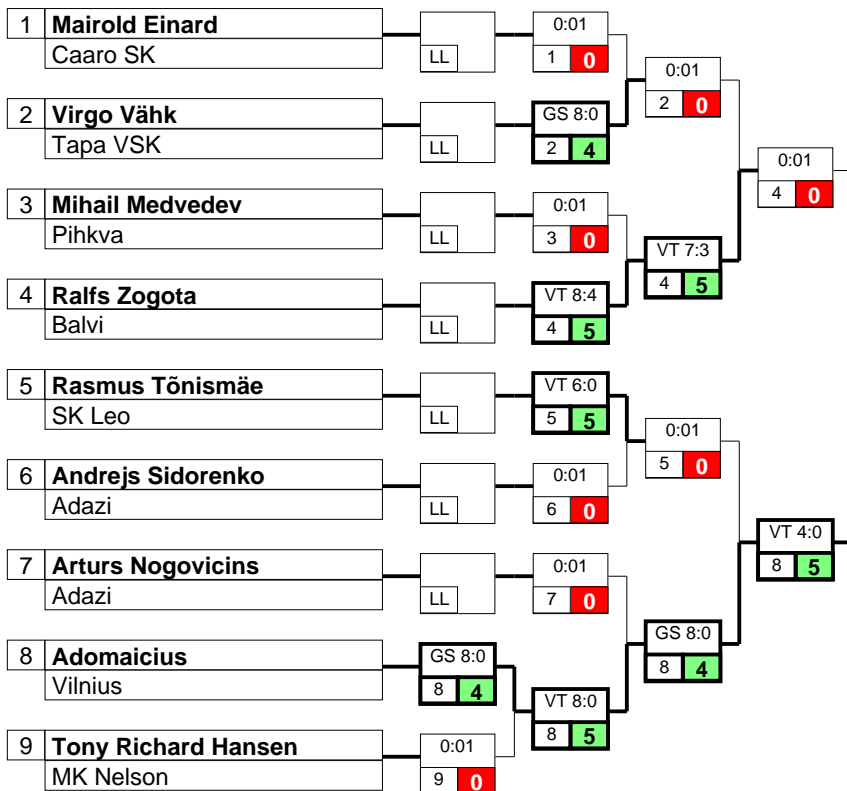 1 Mairold Einard
Caaro SK
LL
0:01
1 0
0:01
2 0
2 Virgo Vähk
Tapa VSK
LL
GS 8:0
2 4
0:01
4 0
3 Mihail Medvedev
Pihkva
LL
0:01
3 0
VT 7:3
4 5
4 Ralfs Zogota
Balvi
LL
VT 8:4
4 5
5 Rasmus Tõnismäe
SK Leo
LL
VT 6:0
5 5
0:01
5 0
6 Andrejs Sidorenko
Adazi
LL
0:01
6 0
VT 4:0
8 5
7 Arturs Nogovicins
Adazi
LL
0:01
7 0
GS 8:0
8 4
8 Adomaicius
Vilnius
GS 8:0
8 4
VT 8:0
8 5
9 Tony Richard Hansen
MK Nelson
0:01
9 0